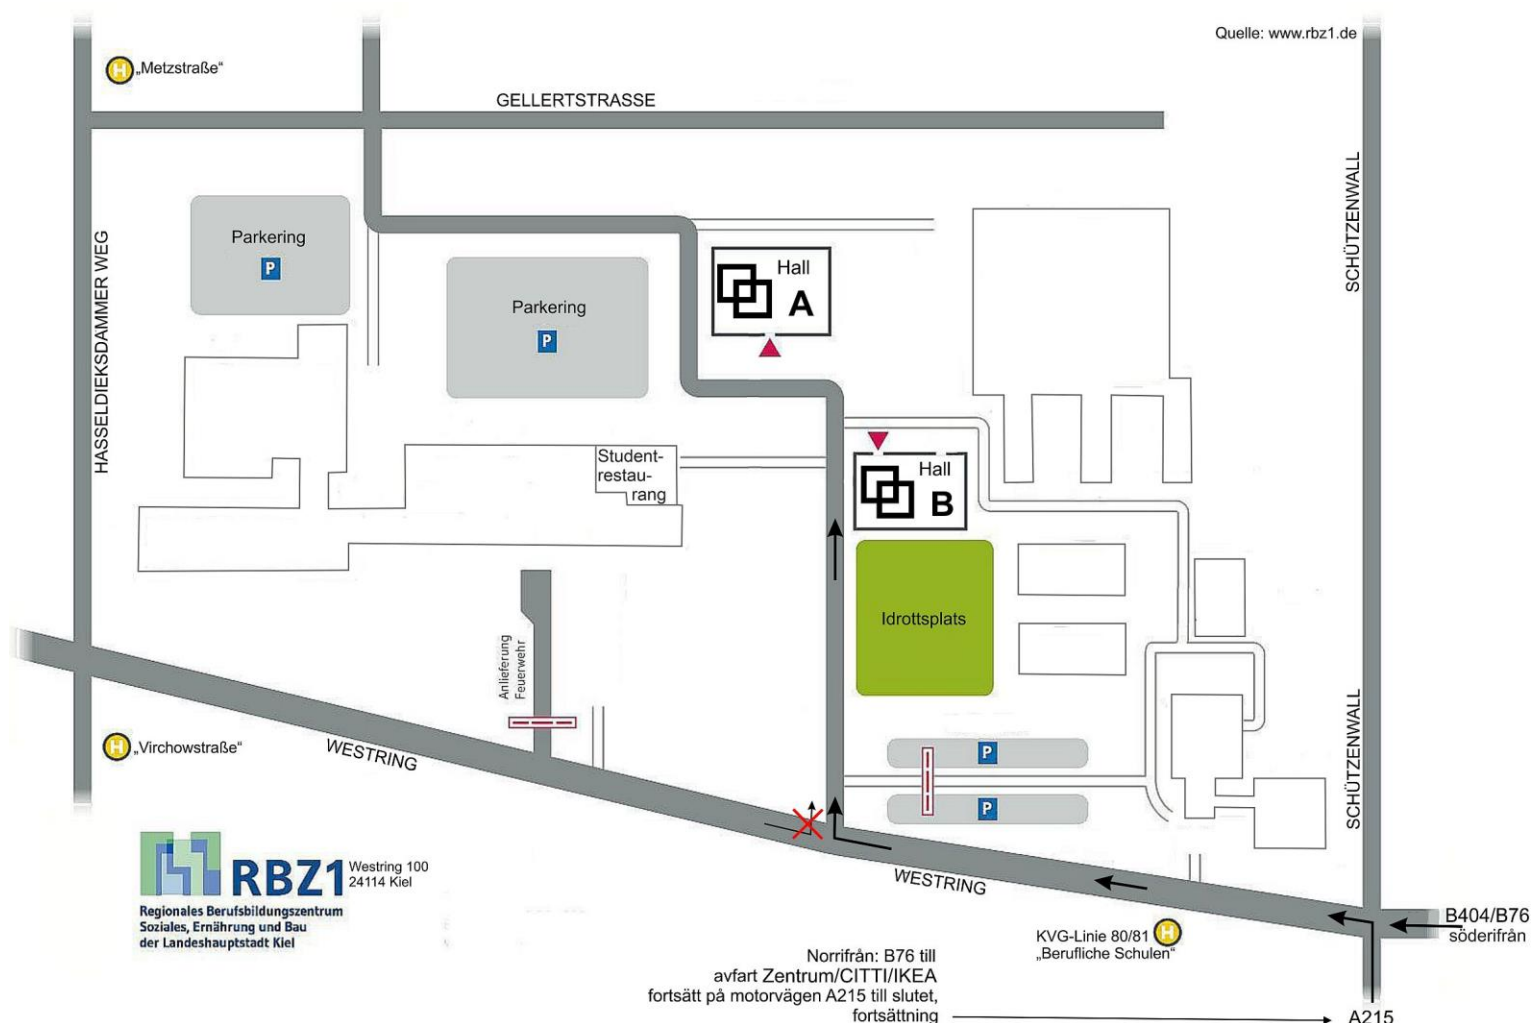 Quelle: www.rbz1.de
H „Metzstraße“
GELLERTSTRASSE
SCHÜTZENWALL
HASSELDIEKSDAMMER WEG
Parkering
P
Parkering
P
Hall
A
Hall
B
Student-
restau-
rang
Idrottsplats
Anlieferung
Feuerwehr
P
P
H „Virchowstraße“
WESTRING
SCHÜTZENWALL
WESTRING
RBZ1
Westring 100
24114 Kiel
Regionales Berufsbildungszentrum
Soziales, Ernährung und Bau
der Landeshauptstadt Kiel
B404/B76
söderifrån
KVG-Linie 80/81 H
„Berufliche Schulen“
Norrifrån: B76 till
avfart Zentrum/CITTI/IKEA
fortsätt på motorvägen A215 till slutet,
fortsättning
A215